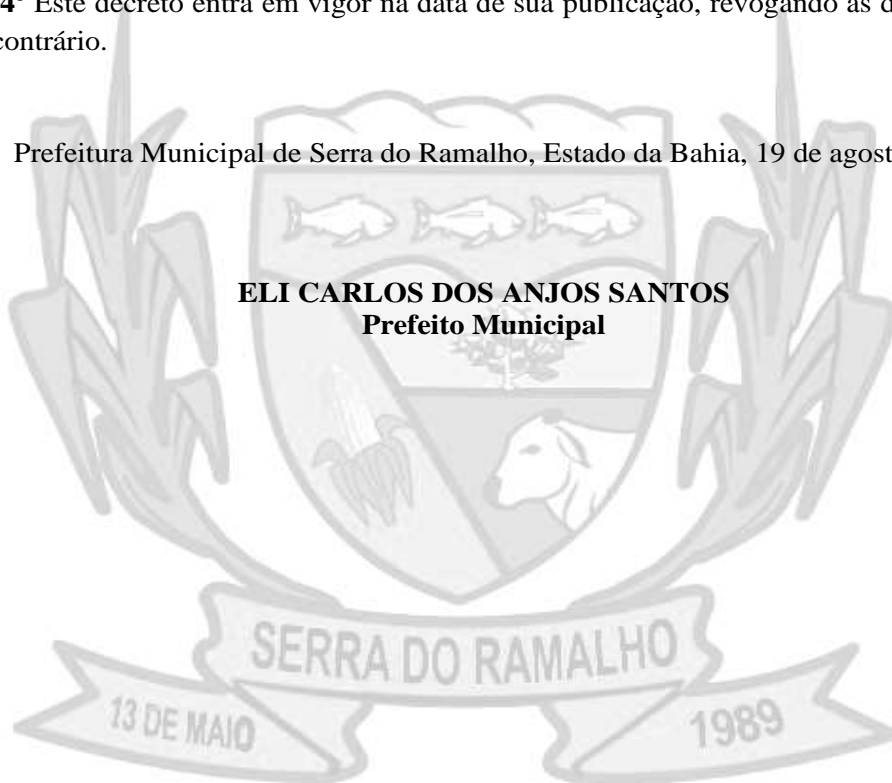 4º Este decreto entra em vigor na data de sua publicação, revogando as d
contrário.
Prefeitura Municipal de Serra do Ramalho, Estado da Bahia, 19 de agost
ELI CARLOS DOS ANJOS SANTOS
Prefeito Municipal
SERRA DO RAMALHO
13 DE MAIO
1989